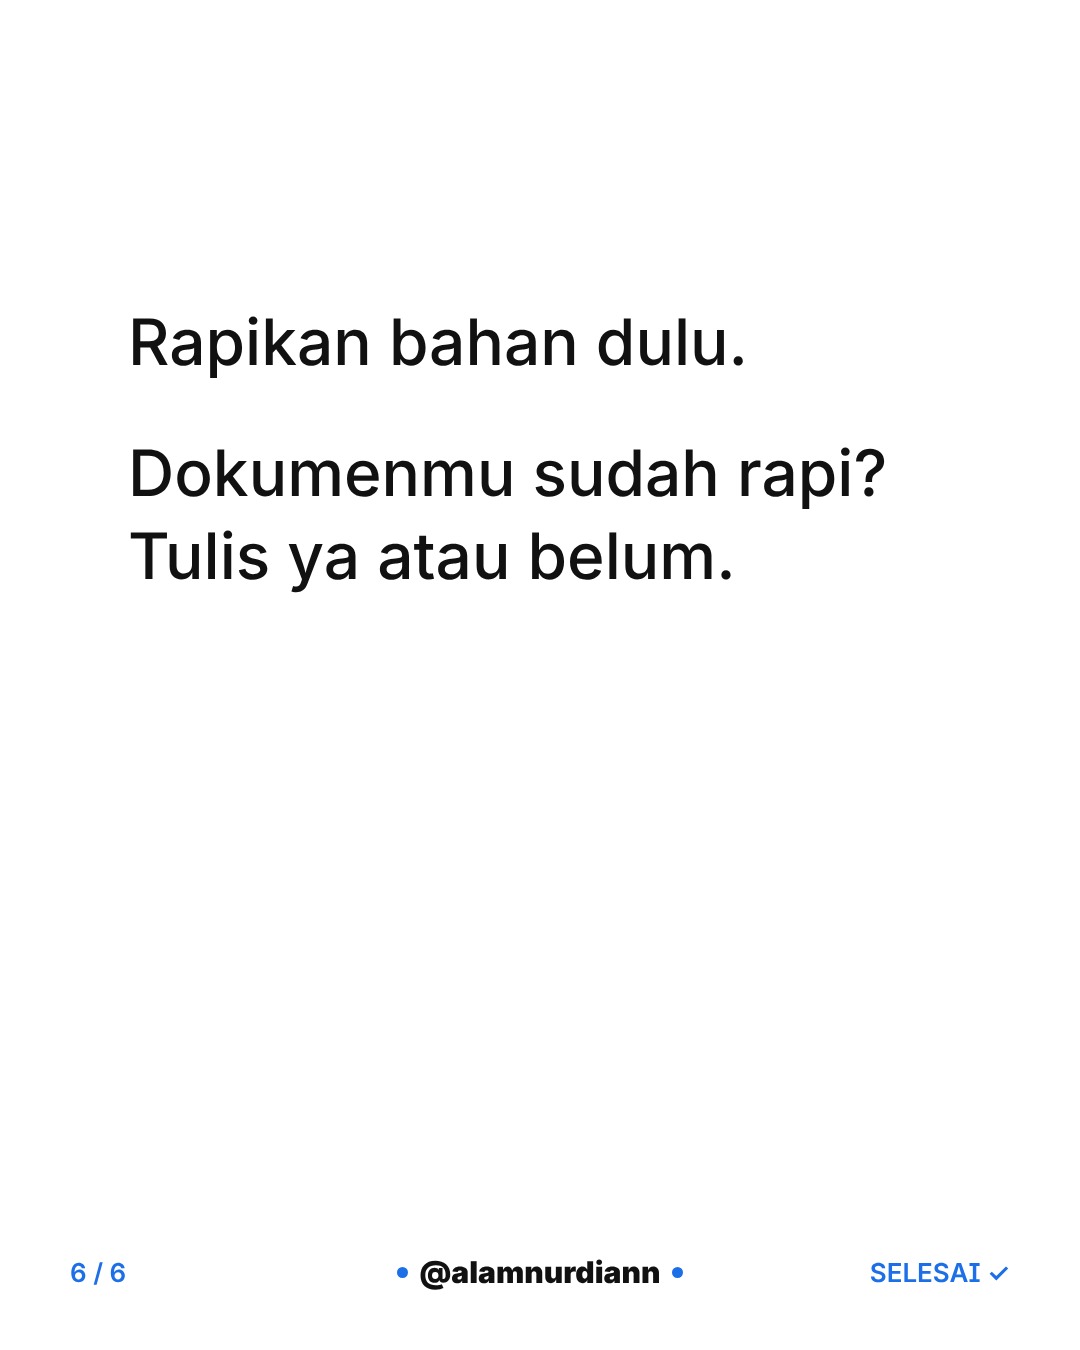 Rapikan bahan dulu.
Dokumenmu sudah rapi?
Tulis ya atau belum.
6 / 6
• @alamnurdiann •
SELESAI ✓